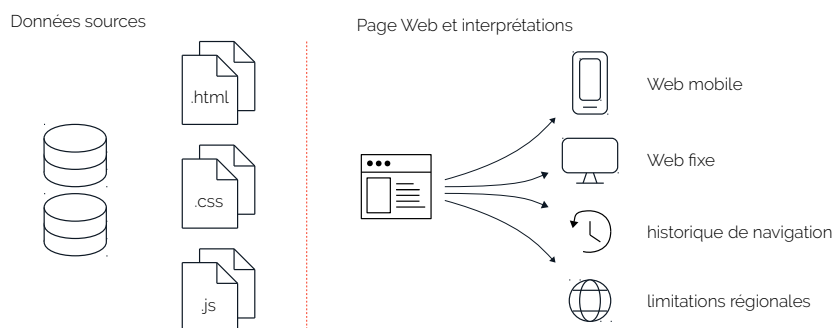 Données sources
Page Web et interprétations
.html
.css
.js
Web mobile
Web fixe
historique de navigation
limitations régionales